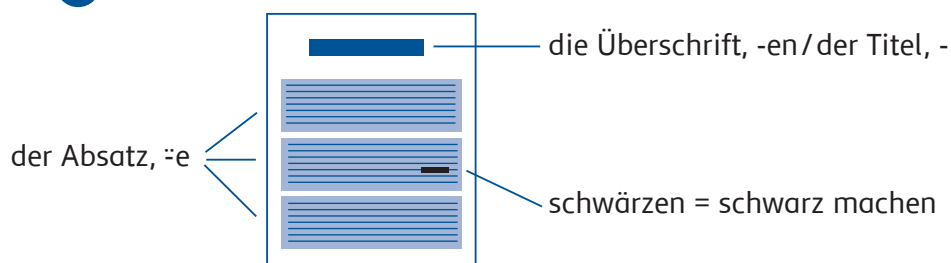 die Überschrift, -en / der Titel, -
der Absatz, ⸚e
schwärzen = schwarz machen